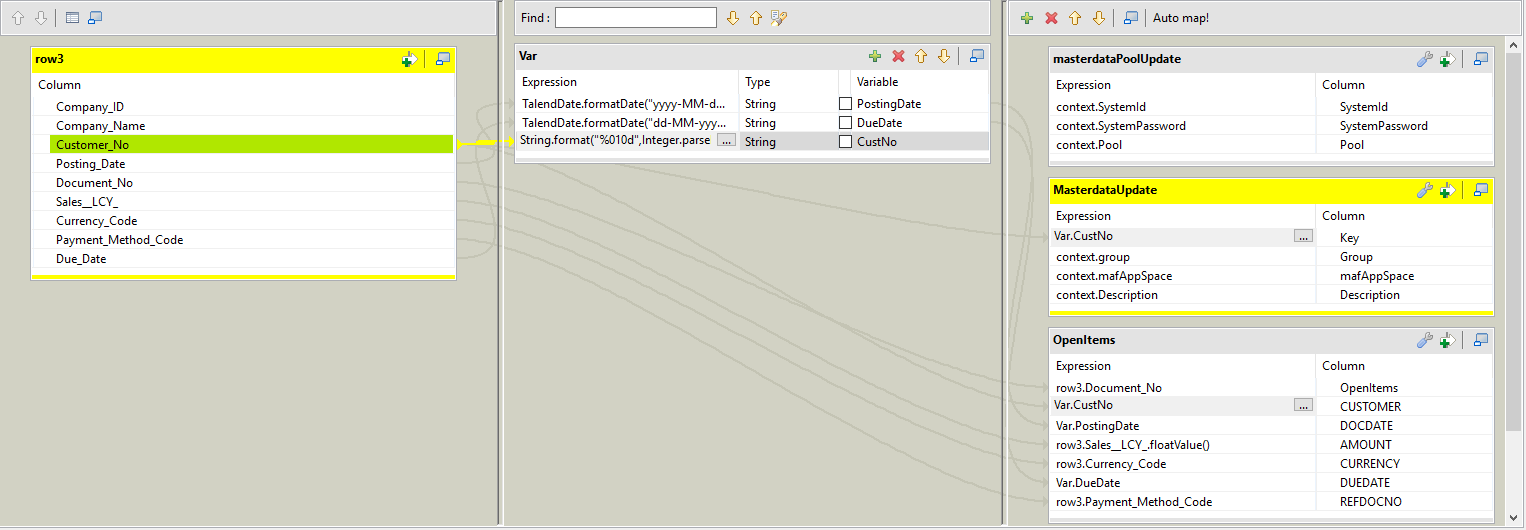 Find :
Auto map!
row3
Column
Company_ID
Company_Name
Customer_No
Posting_Date
Document_No
Sales__LCY_
Currency_Code
Payment_Method_Code
Due_Date
Var
Expression Type Variable
TalendDate.formatDate("yyyy-MM-d... String PostingDate
TalendDate.formatDate("dd-MM-yyy... String DueDate
String.format("%010d",Integer.parse ... String CustNo
masterdataPoolUpdate
Expression Column
context.SystemId SystemId
context.SystemPassword SystemPassword
context.Pool Pool
MasterdataUpdate
Expression Column
Var.CustNo ... Key
context.group Group
context.mafAppSpace mafAppSpace
context.Description Description
OpenItems
Expression Column
row3.Document_No OpenItems
Var.CustNo ... CUSTOMER
Var.PostingDate DOCDATE
row3.Sales__LCY_.floatValue() AMOUNT
row3.Currency_Code CURRENCY
Var.DueDate DUEDATE
row3.Payment_Method_Code REFDOCNO